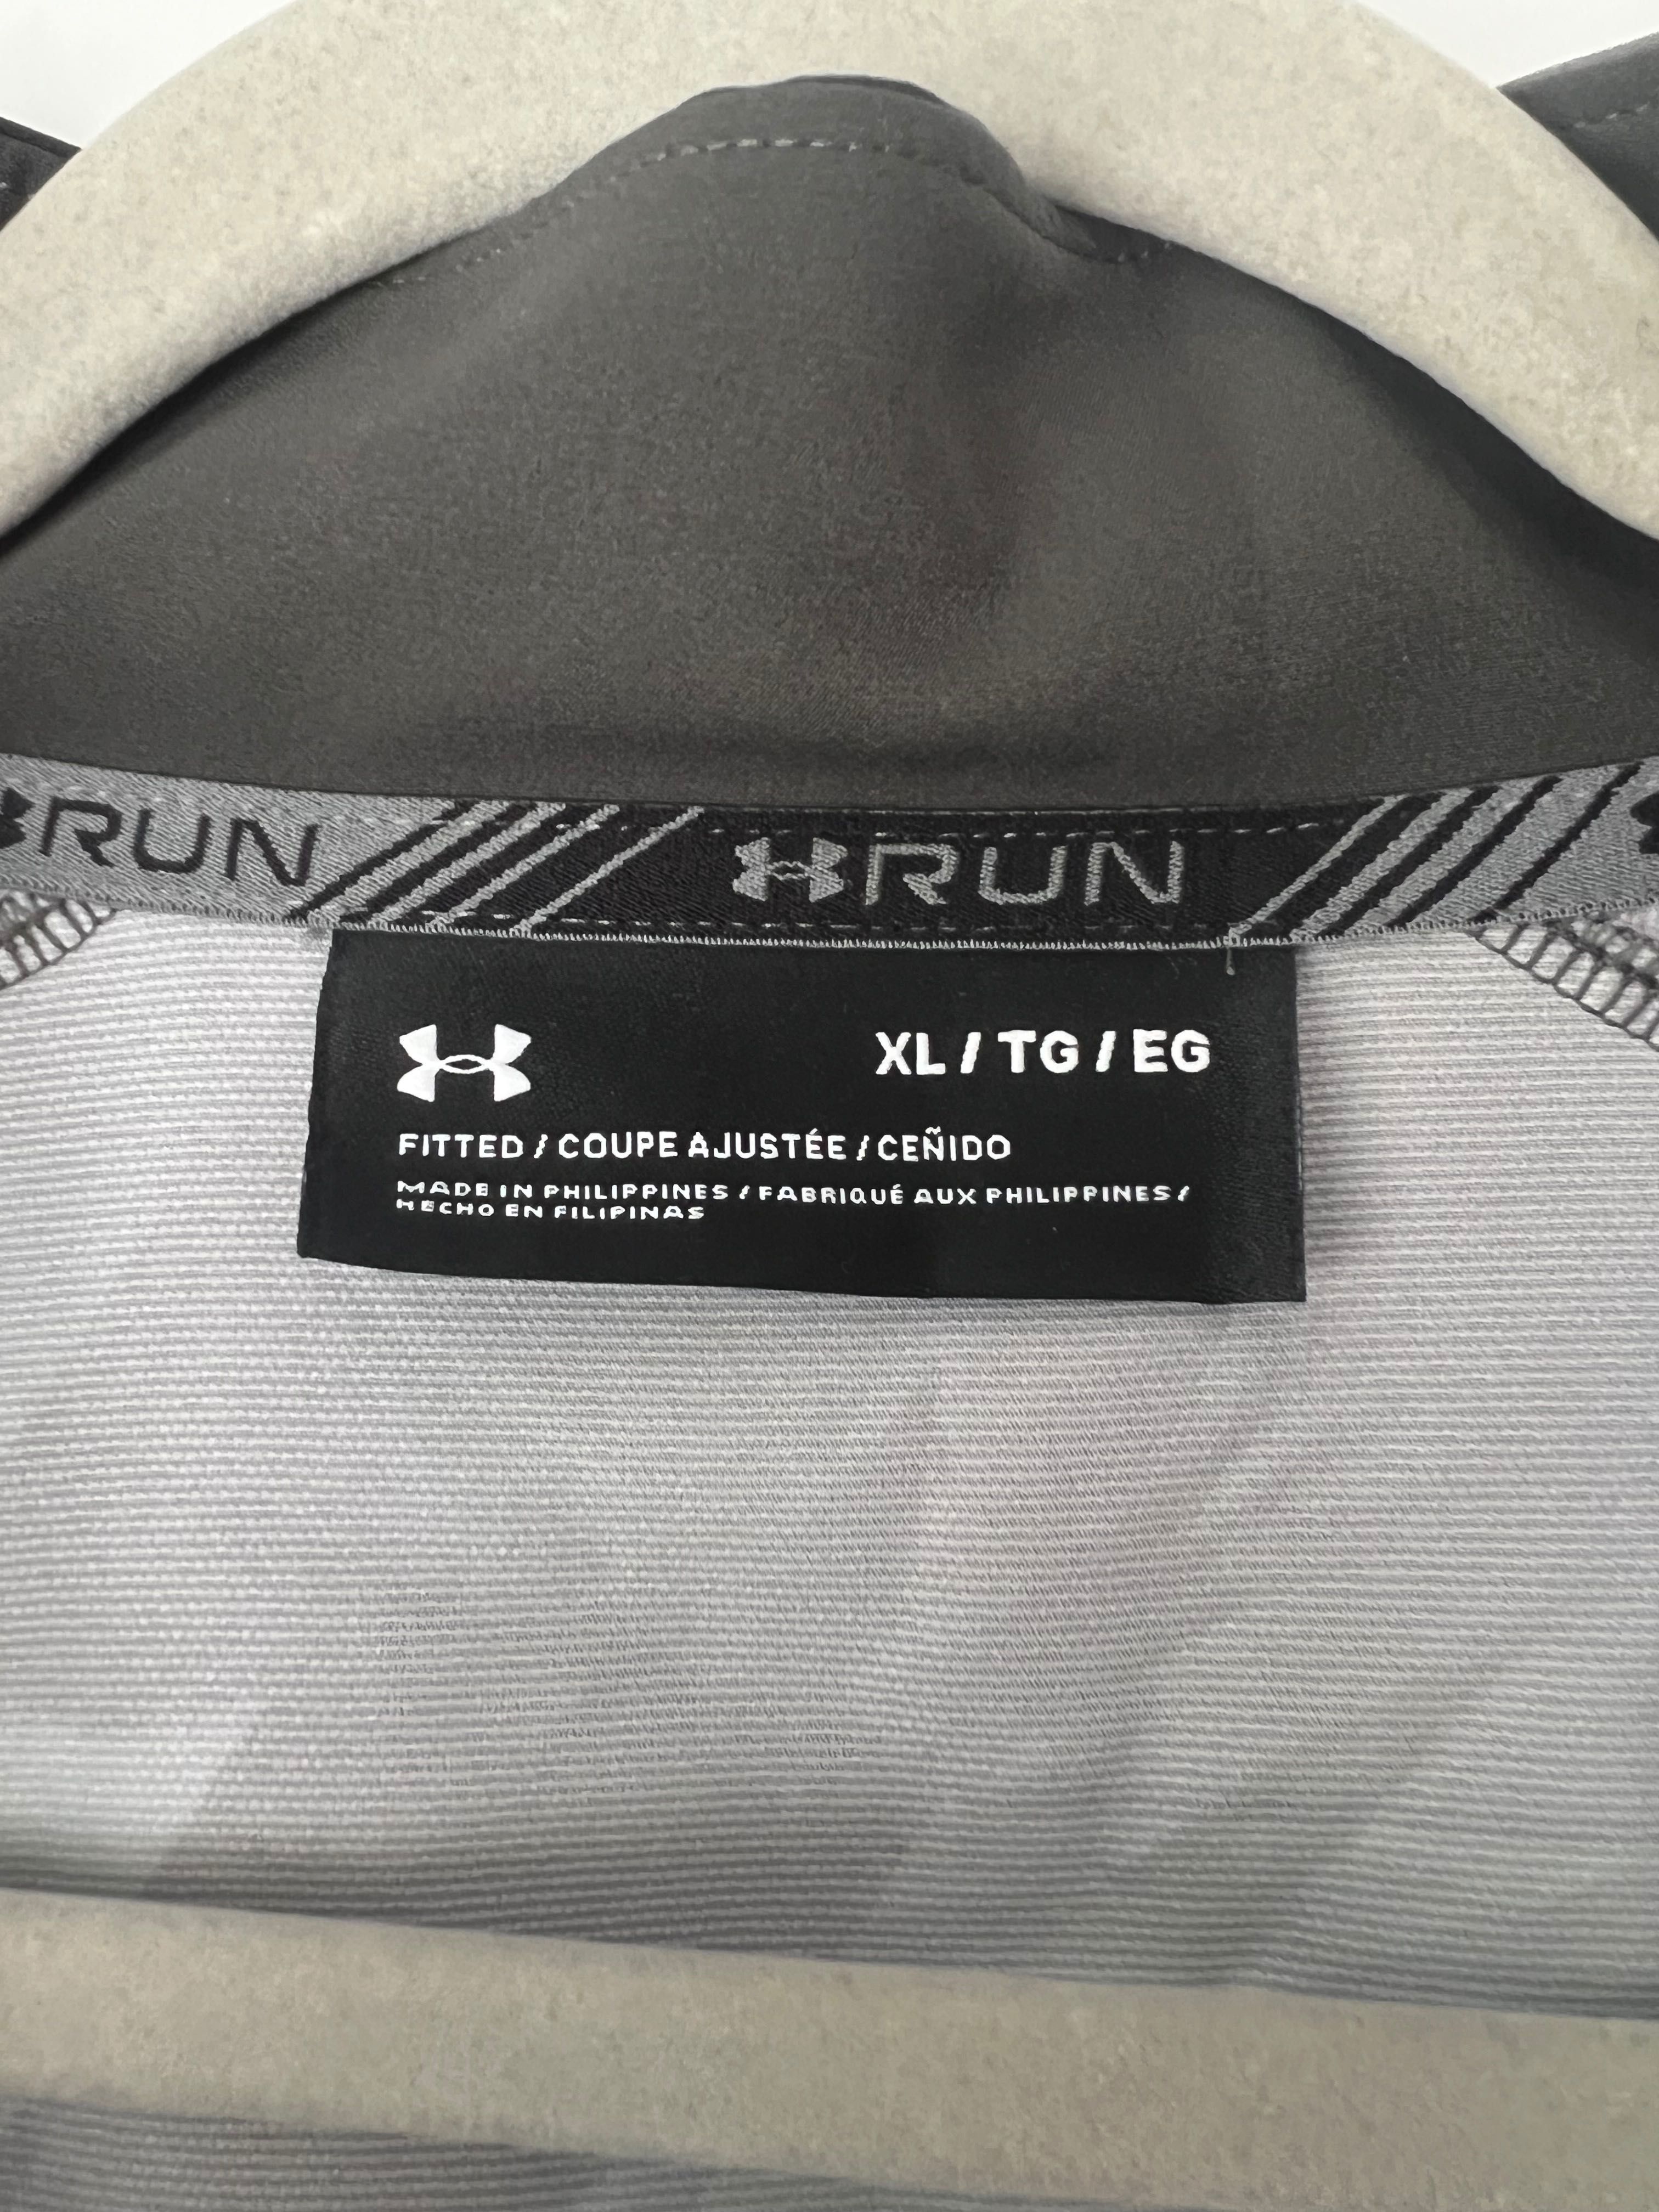 RUN RUN
XL / TG / EG
FITTED / COUPE AJUSTÉE / CEÑIDO
MADE IN PHILIPPINES / FABRIQUÉ AUX PHILIPPINES /
HECHO EN FILIPINAS